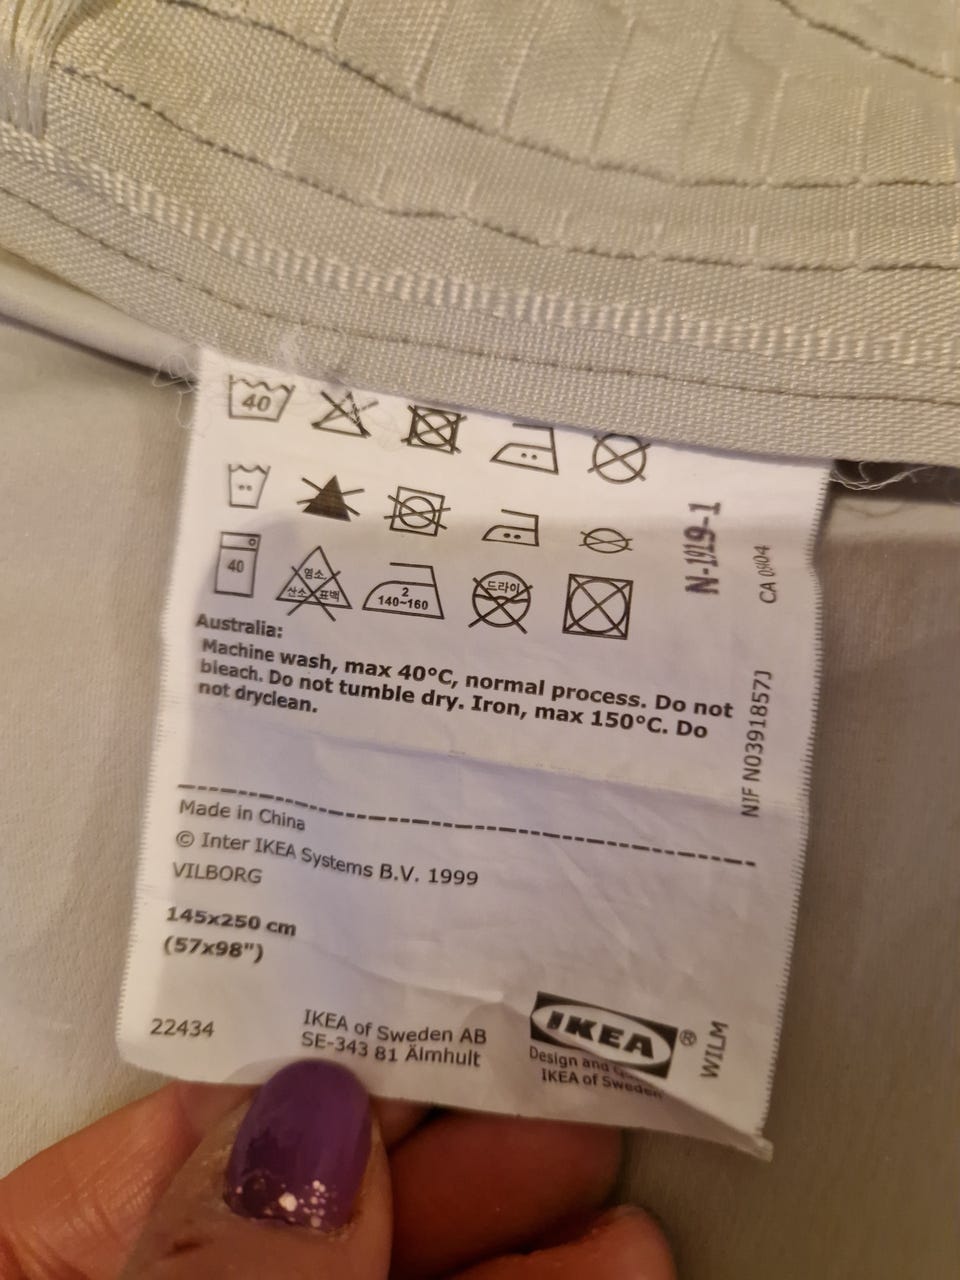 40
40
염소
산소 표백
2
140~160
드라이
Australia:
Machine wash, max 40°C, normal process. Do not
bleach. Do not tumble dry. Iron, max 150°C. Do
not dryclean.
Made in China
© Inter IKEA Systems B.V. 1999
VILBORG
145x250 cm
(57x98")
22434
IKEA of Sweden AB
SE-343 81 Älmhult
IKEA®
Design and
IKEA of Sweden
WILM
NIF N0391857J
CA
N-1919-1